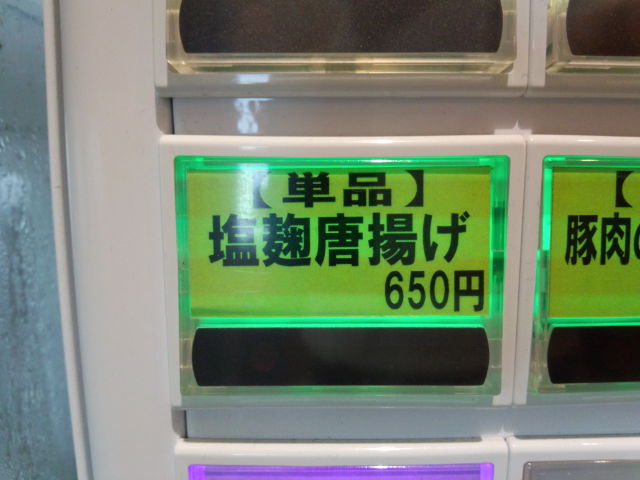 【単品】
塩麹唐揚げ
650円
【
豚肉の